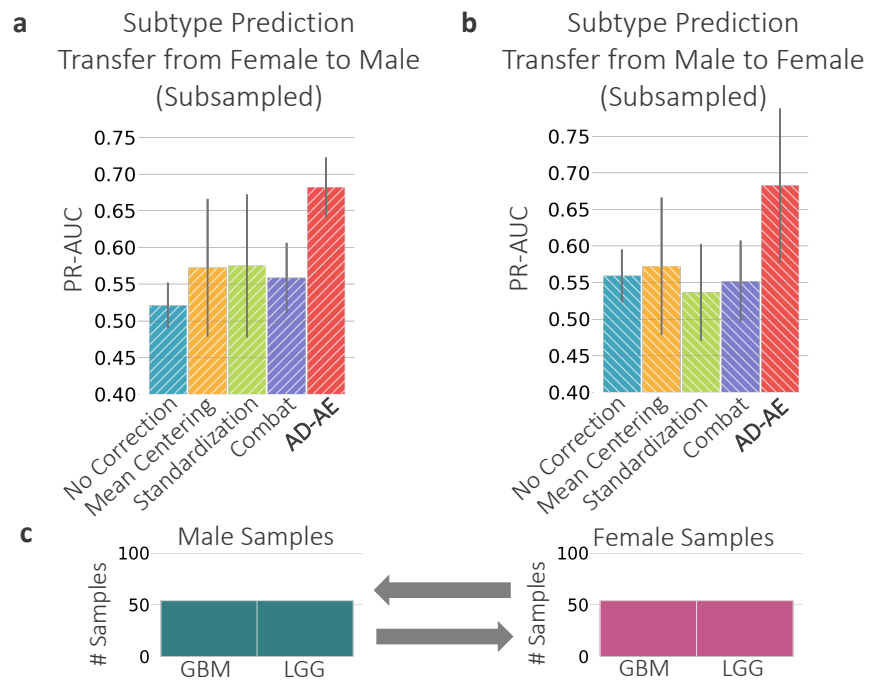 a
Subtype Prediction
Transfer from Female to Male
(Subsampled)
PR-AUC
0.75
0.70
0.65
0.60
0.55
0.50
0.45
0.40
No Correction
Mean Centering
Standardization
Combat
AD-AE
b
Subtype Prediction
Transfer from Male to Female
(Subsampled)
PR-AUC
0.75
0.70
0.65
0.60
0.55
0.50
0.45
0.40
No Correction
Mean Centering
Standardization
Combat
AD-AE
c
Male Samples
# Samples
100
50
0
GBM
LGG
Female Samples
# Samples
100
50
0
GBM
LGG